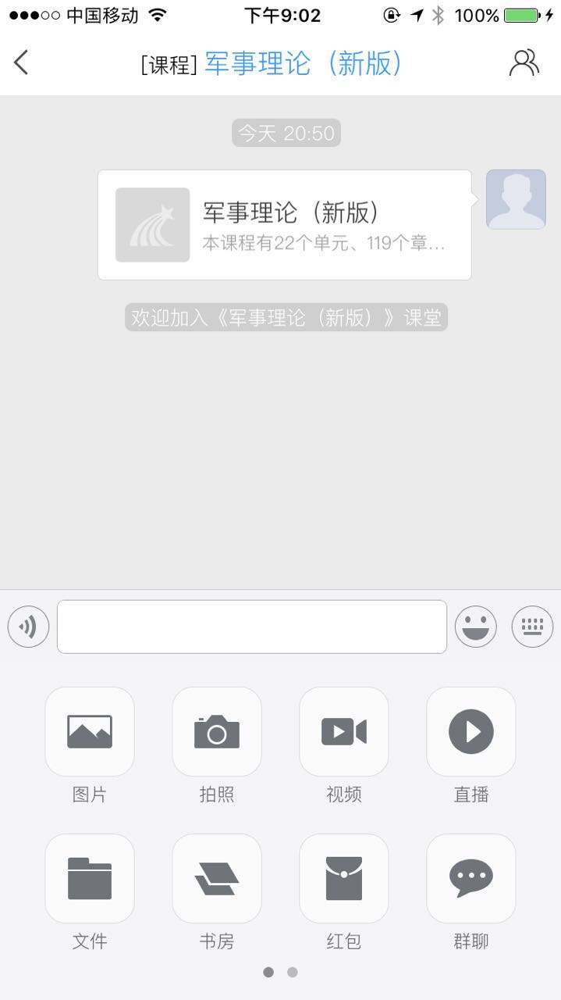 中国移动 下午9:02 100%
[课程] 军事理论（新版）
今天 20:50
军事理论（新版）
本课程有22个单元、119个章...
欢迎加入《军事理论（新版）》课堂
图片 拍照 视频 直播
文件 书房 红包 群聊